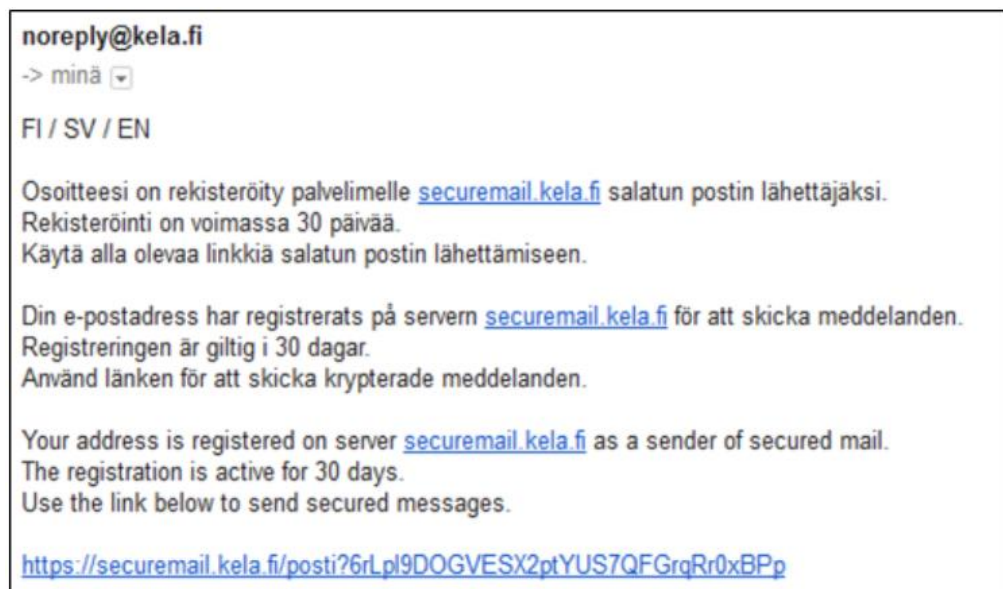 noreply@kela.fi
-> minä
FI / SV / EN
Osoitteesi on rekisteröity palvelimelle securemail.kela.fi salatun postin lähettäjäksi.
Rekisteröinti on voimassa 30 päivää.
Käytä alla olevaa linkkiä salatun postin lähettämiseen.
Din e-postadress har registrerats på servern securemail.kela.fi för att skicka meddelanden.
Registreringen är giltig i 30 dagar.
Använd länken för att skicka krypterade meddelanden.
Your address is registered on server securemail.kela.fi as a sender of secured mail.
The registration is active for 30 days.
Use the link below to send secured messages.
https://securemail.kela.fi/posti?6rLpl9DOGVESX2ptYUS7QFGrqRr0xBPp